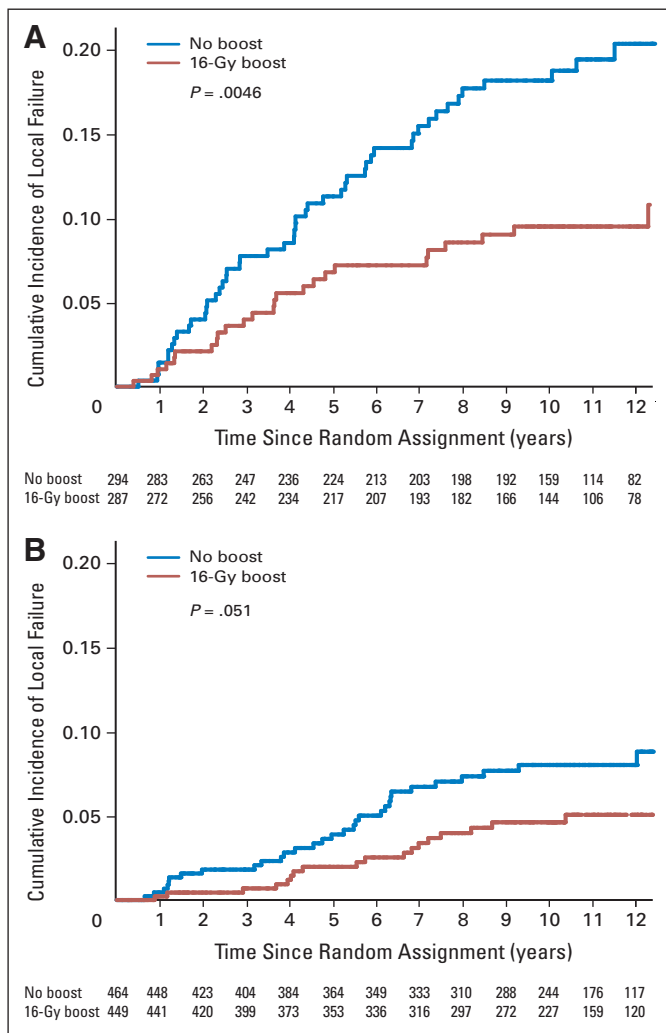 A
No boost
16-Gy boost
P = .0046
Cumulative Incidence of Local Failure
0.20
0.15
0.10
0.05
0 1 2 3 4 5 6 7 8 9 10 11 12
Time Since Random Assignment (years)
No boost 294 283 263 247 236 224 213 203 198 192 159 114 82
16-Gy boost 287 272 256 242 234 217 207 193 182 166 144 106 78
B
No boost
16-Gy boost
P = .051
Cumulative Incidence of Local Failure
0.20
0.15
0.10
0.05
0 1 2 3 4 5 6 7 8 9 10 11 12
Time Since Random Assignment (years)
No boost 464 448 423 404 384 364 349 333 310 288 244 176 117
16-Gy boost 449 441 420 399 373 353 336 316 297 272 227 159 120